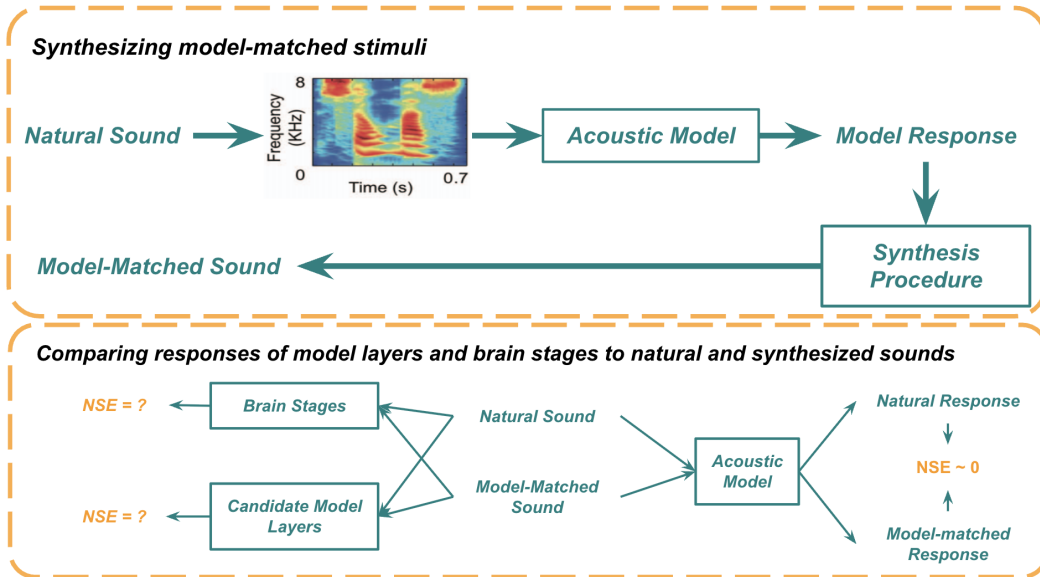 Synthesizing model-matched stimuli
8
Frequency
(KHz)
0
Time (s)
0.7
Natural Sound
Acoustic Model
Model Response
Model-Matched Sound
Synthesis
Procedure
Comparing responses of model layers and brain stages to natural and synthesized sounds
NSE = ?
Brain Stages
Natural Sound
Natural Response
Acoustic
Model
NSE ~ 0
NSE = ?
Candidate Model
Layers
Model-Matched
Sound
Model-matched
Response